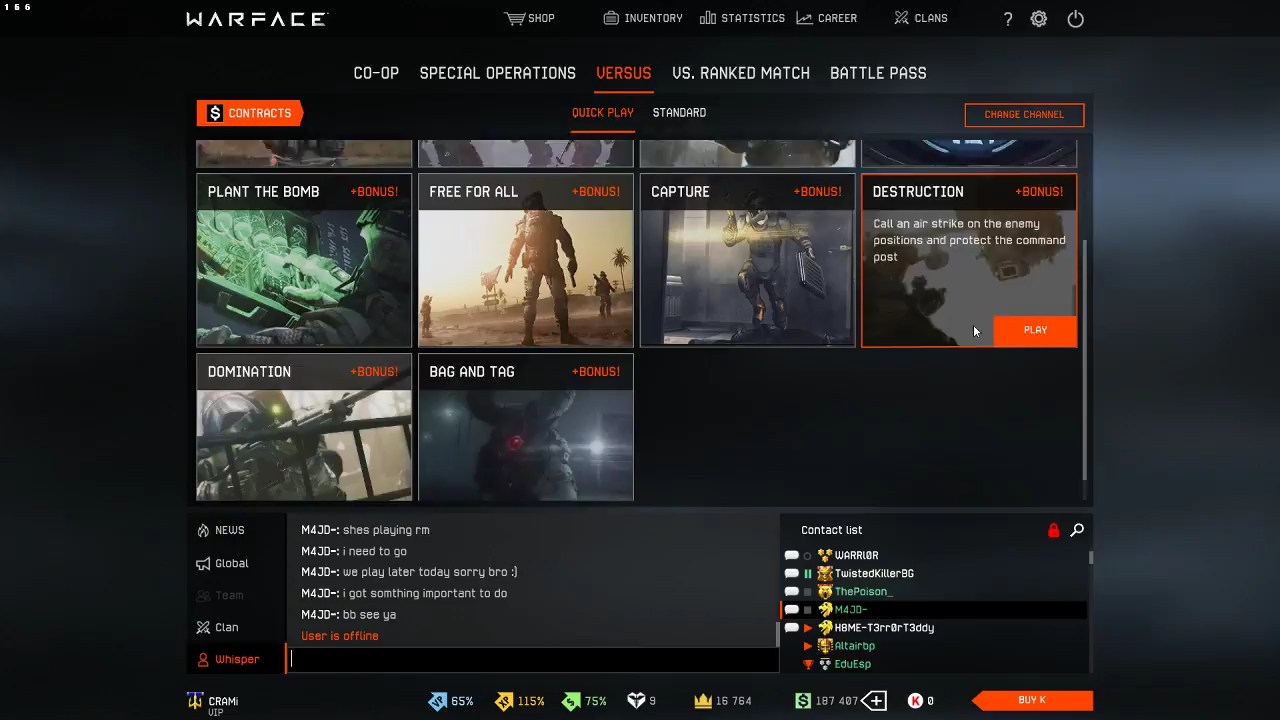 156
WARFACE
SHOP
INVENTORY
STATISTICS
CAREER
CLANS
?
CO-OP
SPECIAL OPERATIONS
VERSUS
VS. RANKED MATCH
BATTLE PASS
$ CONTRACTS
QUICK PLAY
STANDARD
CHANGE CHANNEL
PLANT THE BOMB +BONUS!
FREE FOR ALL +BONUS!
CAPTURE +BONUS!
DESTRUCTION +BONUS!
Call an air strike on the enemy
positions and protect the command
post
PLAY
DOMINATION +BONUS!
BAG AND TAG +BONUS!
NEWS
Global
Team
Clan
Whisper
M4JD-: shes playing rm
M4JD-: i need to go
M4JD-: we play later today sorry bro :)
M4JD-: i got somthing important to do
M4JD-: bb see ya
User is offline
Contact list
WARRl0R
TwistedKillerBG
ThePoison_
M4JD-
HBME-T3rr0rT3ddy
Altairbp
EduEsp
CRAMi
VIP
65%
115%
75%
9
16 764
$ 187 407
K 0
BUY K